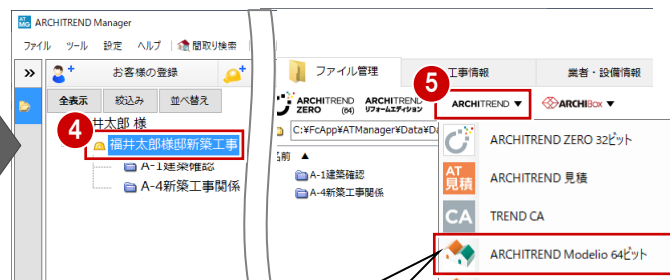 ARCHITREND Manager
ファイル ツール 設定 ヘルプ 間取り検索
お客様の登録
全表示 絞込み 並べ替え
4
井太郎 様
福井太郎様邸新築工事
A-1建築確認
A-4新築工事関係
ファイル管理 工事情報 業者・設備情報
5
ARCHITREND ZERO (64)
ARCHITREND リフォームエディション
ARCHITREND ▼
ARCHIBox ▼
C:¥FcApp¥ATManager¥Data¥Da
名前 ▲
A-1建築確認
A-4新築工事関係
ARCHITREND ZERO 32ビット
AT見積 ARCHITREND 見積
CA TREND CA
ARCHITREND Modelio 64ビット